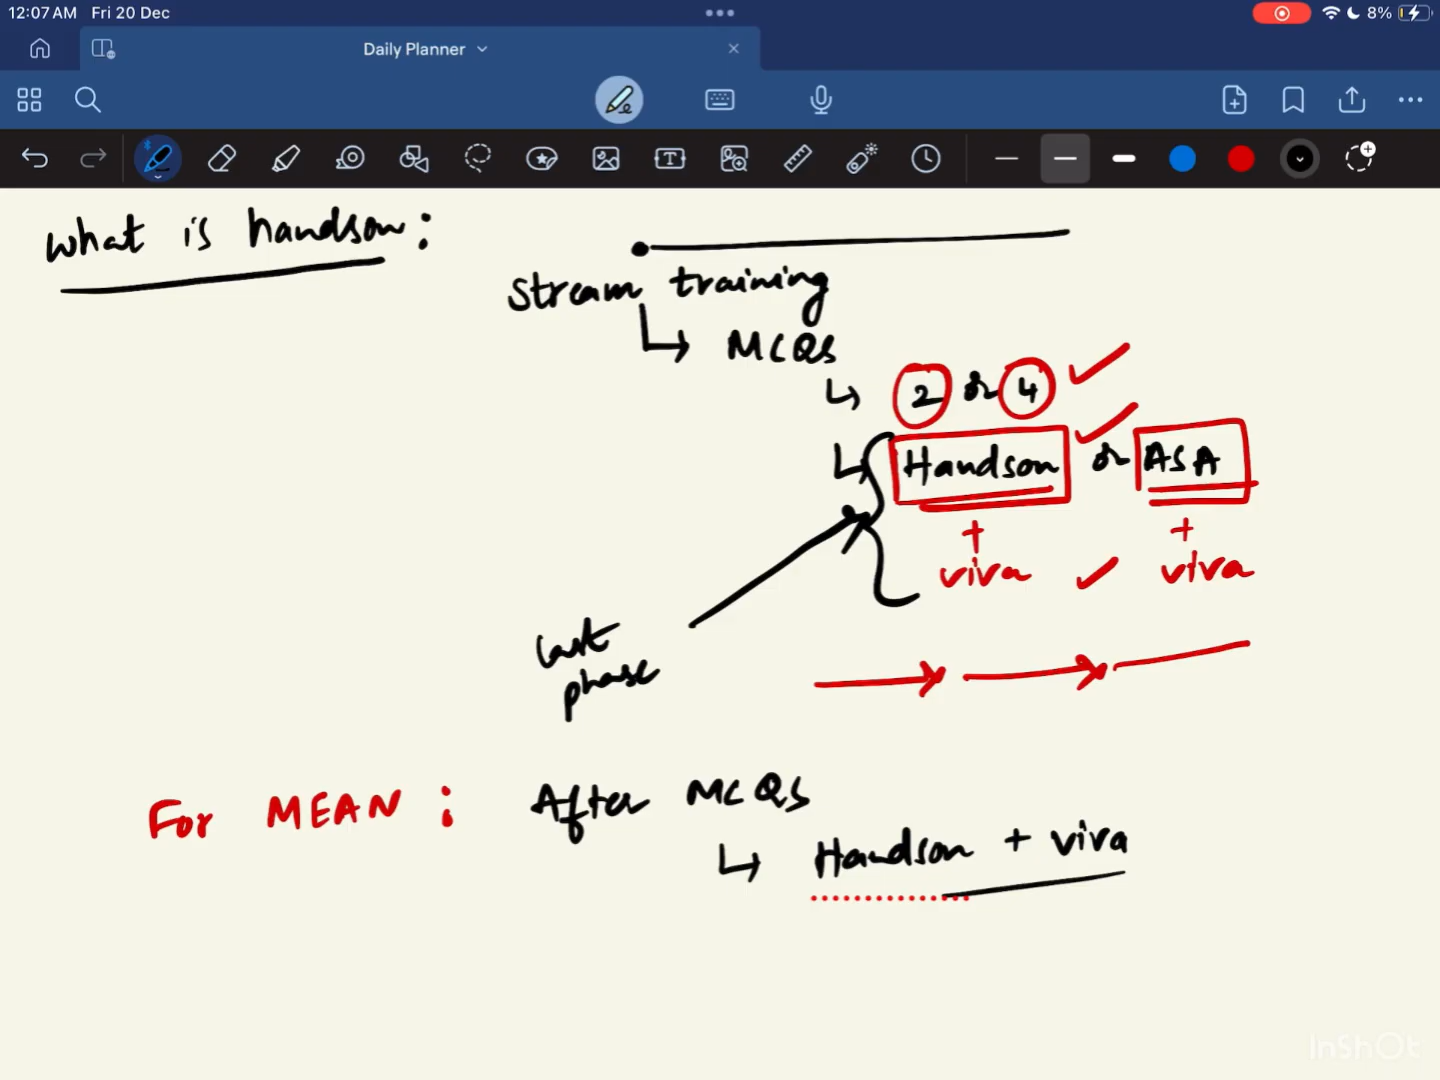 12:07 AM Fri 20 Dec
8%
Daily Planner
What is handson:
Stream training
MCQS
2 or 4
Handson or ASA
+ +
viva viva
last
phase
For MEAN : After MCQS
Handson + viva
InShOt